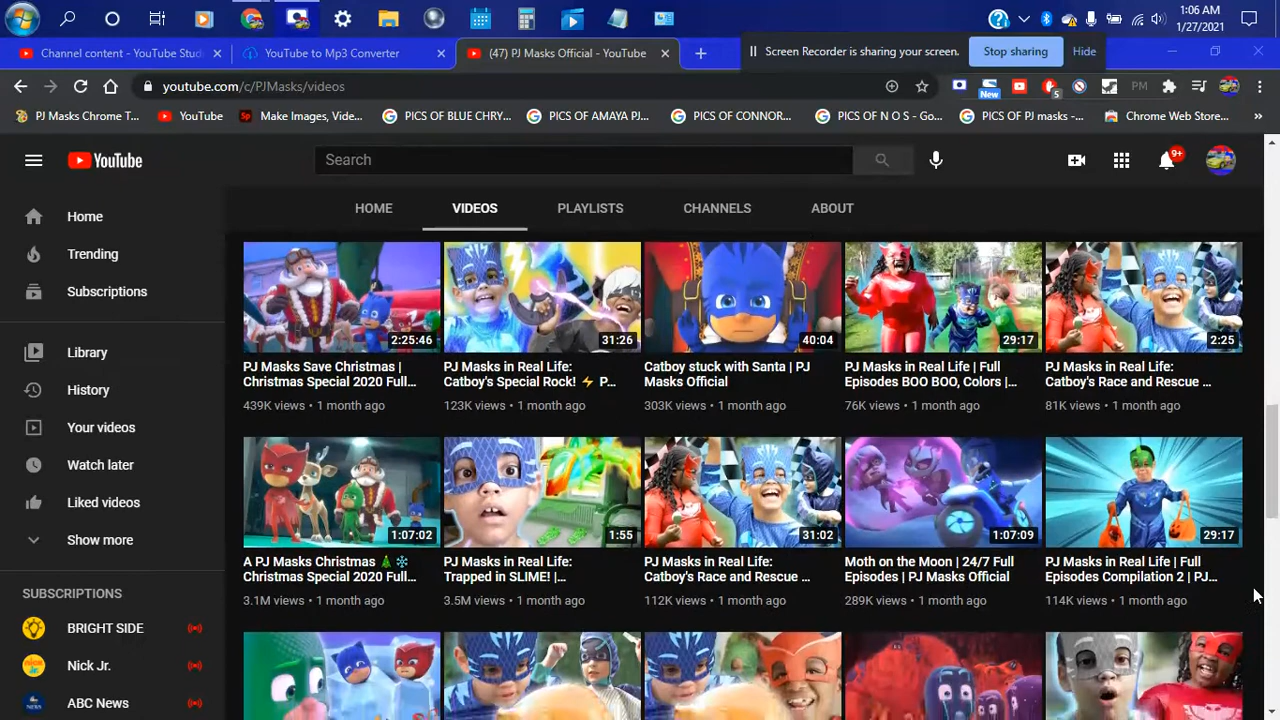 1:06 AM
1/27/2021
Channel content - YouTube Stud
YouTube to Mp3 Converter
(47) PJ Masks Official - YouTube
Screen Recorder is sharing your screen.
Stop sharing
Hide
youtube.com/c/PJMasks/videos
New
5
PM
PJ Masks Chrome T...
YouTube
Sp
Make Images, Vide...
PICS OF BLUE CHRY...
PICS OF AMAYA PJ...
PICS OF CONNOR...
PICS OF N O S - Go...
PICS OF PJ masks -...
Chrome Web Store...
YouTube
Search
9+
HOME
VIDEOS
PLAYLISTS
CHANNELS
ABOUT
Home
Trending
Subscriptions
Library
History
Your videos
Watch later
Liked videos
Show more
SUBSCRIPTIONS
BRIGHT SIDE
Nick Jr.
ABC News
2:25:46
PJ Masks Save Christmas |
Christmas Special 2020 Full...
439K views • 1 month ago
31:26
PJ Masks in Real Life:
Catboy's Special Rock! ⚡ P...
123K views • 1 month ago
40:04
Catboy stuck with Santa | PJ
Masks Official
303K views • 1 month ago
29:17
PJ Masks in Real Life | Full
Episodes BOO BOO, Colors |...
76K views • 1 month ago
2:25
PJ Masks in Real Life:
Catboy's Race and Rescue ...
81K views • 1 month ago
1:07:02
A PJ Masks Christmas 🎄❄
Christmas Special 2020 Full...
3.1M views • 1 month ago
1:55
PJ Masks in Real Life:
Trapped in SLIME! |...
3.5M views • 1 month ago
31:02
PJ Masks in Real Life:
Catboy's Race and Rescue ...
112K views • 1 month ago
1:07:09
Moth on the Moon | 24/7 Full
Episodes | PJ Masks Official
289K views • 1 month ago
29:17
PJ Masks in Real Life | Full
Episodes Compilation 2 | PJ...
114K views • 1 month ago